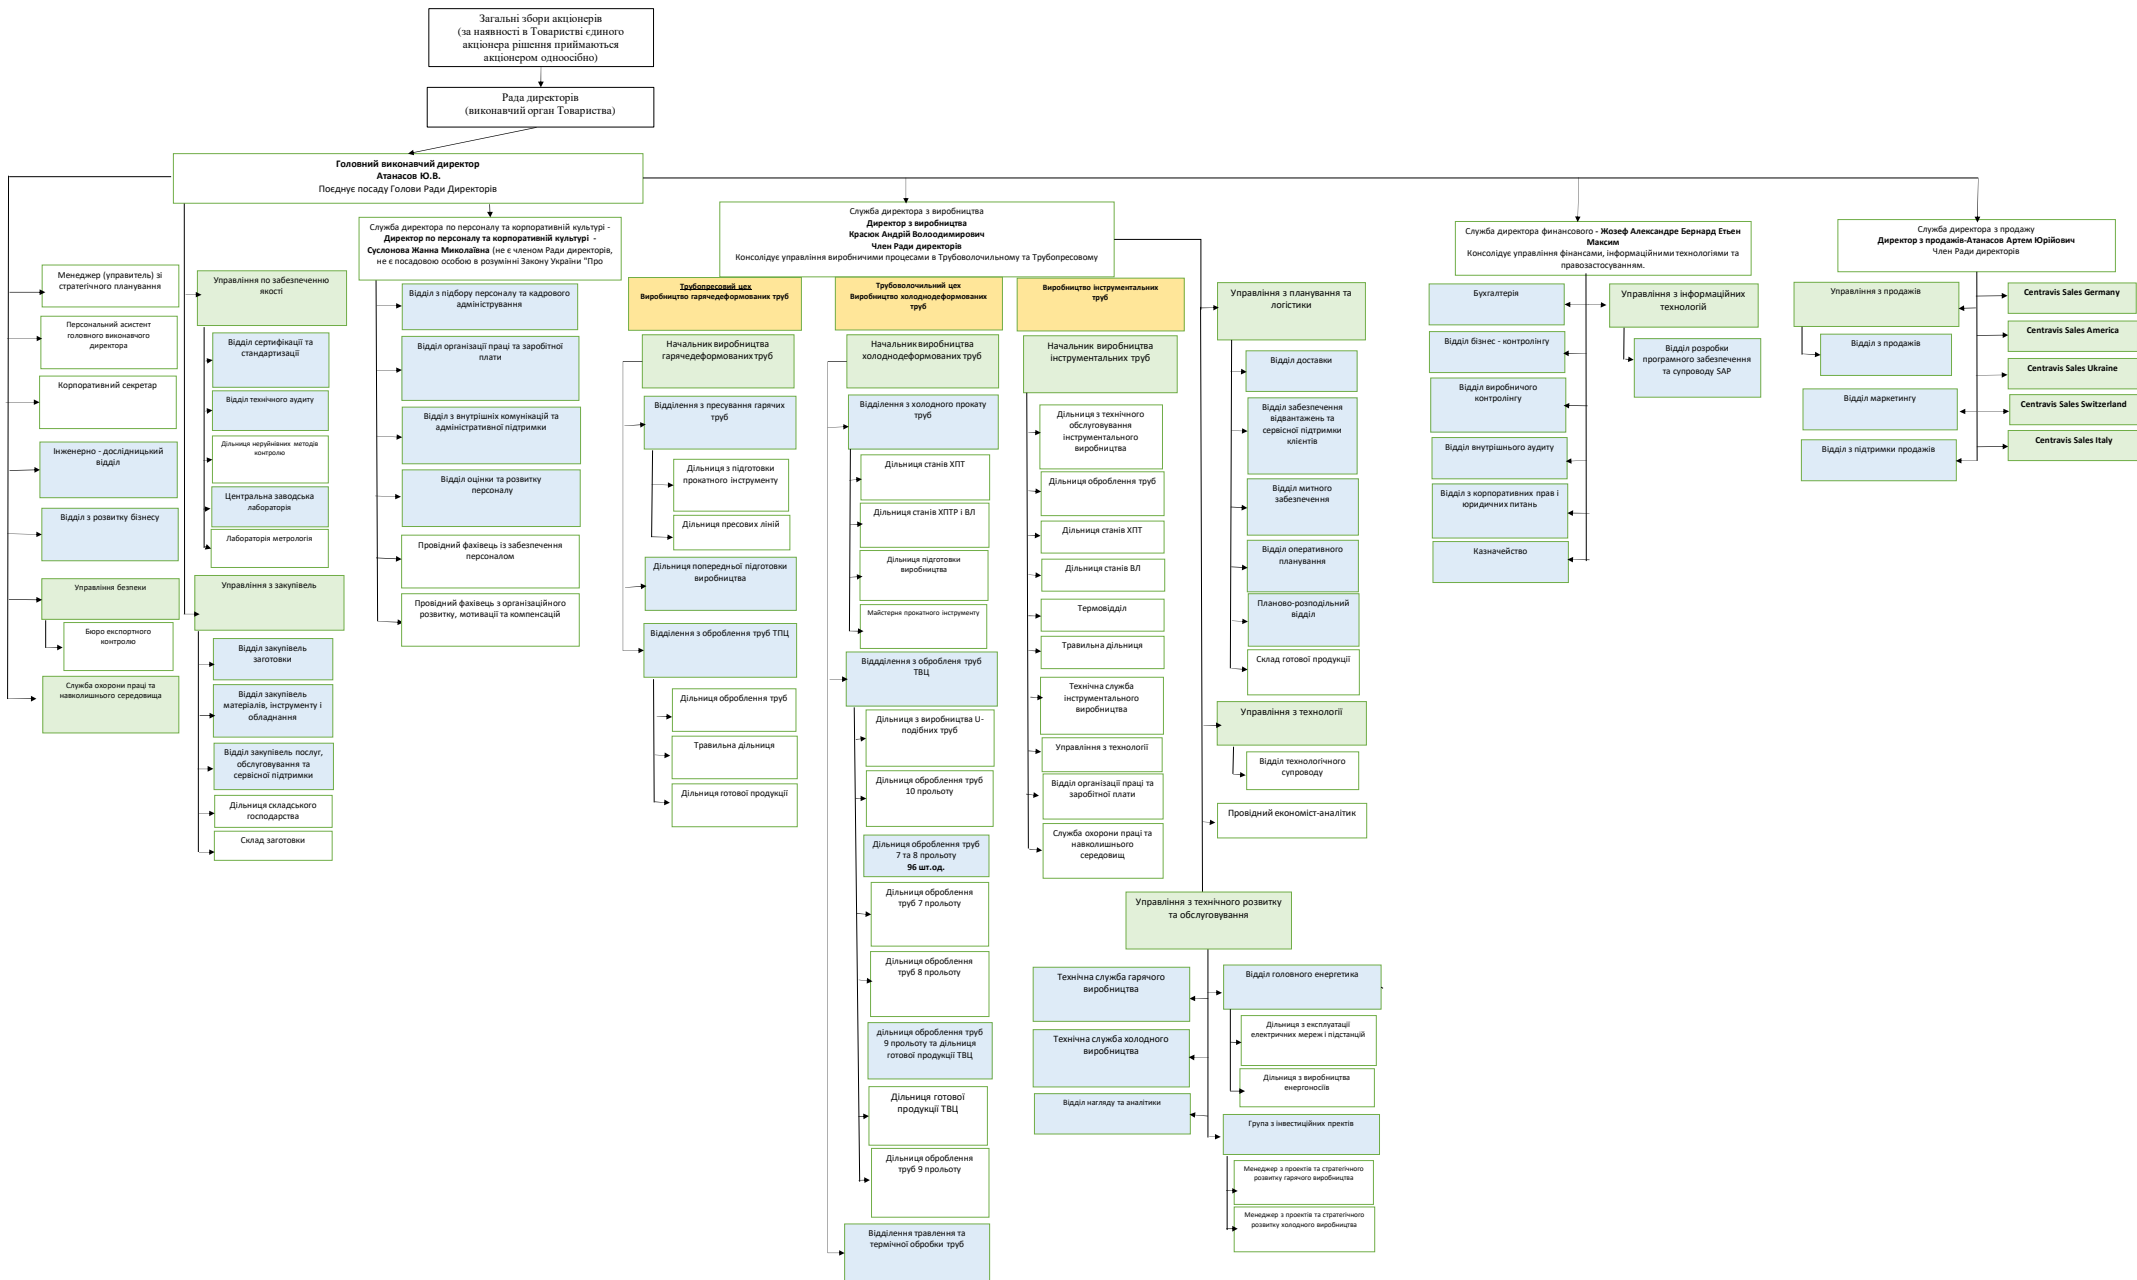 Загальні збори акціонерів
(за наявності в Товаристві єдиного
акціонера рішення приймаються
акціонером одноосібно)
Рада директорів
(виконавчий орган Товариства)
Головний виконавчий директор
Атанасов Ю.В.
Поєднує посаду Голови Ради Директорів
Менеджер (управитель) зі
стратегічного планування
Персональний асистент
головного виконавчого
директора
Корпоративний секретар
Інженерно - дослідницький
відділ
Відділ з розвитку бізнесу
Управління безпеки
Бюро експортного
контролю
Служба охорони праці та
навколишнього середовища
Управління по забезпеченню
якості
Відділ сертифікації та
стандартизації
Відділ технічного аудиту
Дільниця неруйнівних методів
контролю
Центральна заводська
лабораторія
Лабораторія метрологія
Управління з закупівель
Відділ закупівель
заготовки
Відділ закупівель
матеріалів, інструменту і
обладнання
Відділ закупівель послуг,
обслуговування та
сервісної підтримки
Дільниця складського
господарства
Склад заготовки
Служба директора по персоналу та корпоративній культурі -
Директор по персоналу та корпоративній культурі -
Суслонова Жанна Миколаївна (не є членом Ради директорів,
не є посадовою особою в розумінні Закону України "Про
Відділ з підбору персоналу та кадрового
адміністрування
Відділ організації праці та заробітної
плати
Відділ з внутрішніх комунікацій та
адміністративної підтримки
Відділ оцінки та розвитку
персоналу
Провідний фахівець із забезпечення
персоналом
Провідний фахівець з організаційного
розвитку, мотивації та компенсацій
Служба директора з виробництва
Директор з виробництва
Красюк Андрій Волоодимирович
Член Ради директорів
Консолідує управління виробничими процесами в Трубоволочильному та Трубопресовому
Трубопресовий цех
Виробництво гарячедеформованих труб
Начальник виробництва
гарячедеформованих труб
Відділення з пресування гарячих
труб
Дільниця з підготовки
прокатного інструменту
Дільниця пресових ліній
Дільниця попередньої підготовки
виробництва
Відділення з оброблення труб ТПЦ
Дільниця оброблення труб
Травильна дільниця
Дільниця готової продукції
Трубоволочильний цех
Виробництво холоднодеформованих
труб
Начальник виробництва
холоднодеформованих труб
Відділення з холодного прокату
труб
Дільниця станів ХПТ
Дільниця станів ХПТР і ВЛ
Дільниця підготовки
виробництва
Майстерня прокатного інструменту
Віддділення з обробленя труб
ТВЦ
Дільниця з виробництва U-
подібних труб
Дільниця оброблення труб
10 прольоту
Дільниця оброблення труб
7 та 8 прольоту
96 шт.од.
Дільниця оброблення
труб 7 прольоту
Дільниця оброблення
труб 8 прольоту
дільниця оброблення труб
9 прольоту та дільниця
готової продукції ТВЦ
Дільниця готової
продукції ТВЦ
Дільниця оброблення
труб 9 прольоту
Відділення травлення та
термічної обробки труб
Виробництво інструментальних
труб
Начальник виробництва
інструментальних труб
Дільниця з технічного
обслуговування
інструментального
виробництва
Дільниця оброблення труб
Дільниця станів ХПТ
Дільниця станів ВЛ
Термовідділ
Травильна дільниця
Технічна служба
інструментального
виробництва
Управління з технології
Відділ організації праці та
заробітної плати
Служба охорони праці та
навколишнього
середовищ
Управління з планування та
логістики
Відділ доставки
Відділ забезпечення
відвантажень та
сервісної підтримки
клієнтів
Відділ митного
забезпечення
Відділ оперативного
планування
Планово-розподільний
відділ
Склад готової продукції
Управління з технології
Відділ технологічного
супроводу
Провідний економіст-аналітик
Управління з технічного розвитку
та обслуговування
Технічна служба гарячого
виробництва
Технічна служба холодного
виробництва
Відділ нагляду та аналітики
Відділ головного енергетика
Дільниця з експлуатації
електричних мереж і підстанцій
Дільниця з виробництва
енергоносіїв
Група з інвестиційних пректів
Менеджер з проектів та стратегічного
розвитку гарячого виробництва
Менеджер з проектів та стратегічного
розвитку холодного виробництва
Служба директора финансового - Жозеф Александре Бернард Етьен
Максим
Консолідує управління фінансами, інформаційними технологіями та
правозастосуванням.
Бухгалтерія
Відділ бізнес - контролінгу
Відділ виробничого
контролінгу
Відділ внутрішнього аудиту
Відділ з корпоративних прав і
юридичних питань
Казначейство
Управління з інформаційних
технологій
Відділ розробки
програмного забезпечення
та супроводу SAP
Служба директора з продажу
Директор з продажів-Атанасов Артем Юрійович
Член Ради директорів
Управління з продажів
Відділ з продажів
Відділ маркетингу
Відділ з підтримки продажів
Centravis Sales Germany
Centravis Sales America
Centravis Sales Ukraine
Centravis Sales Switzerland
Centravis Sales Italy